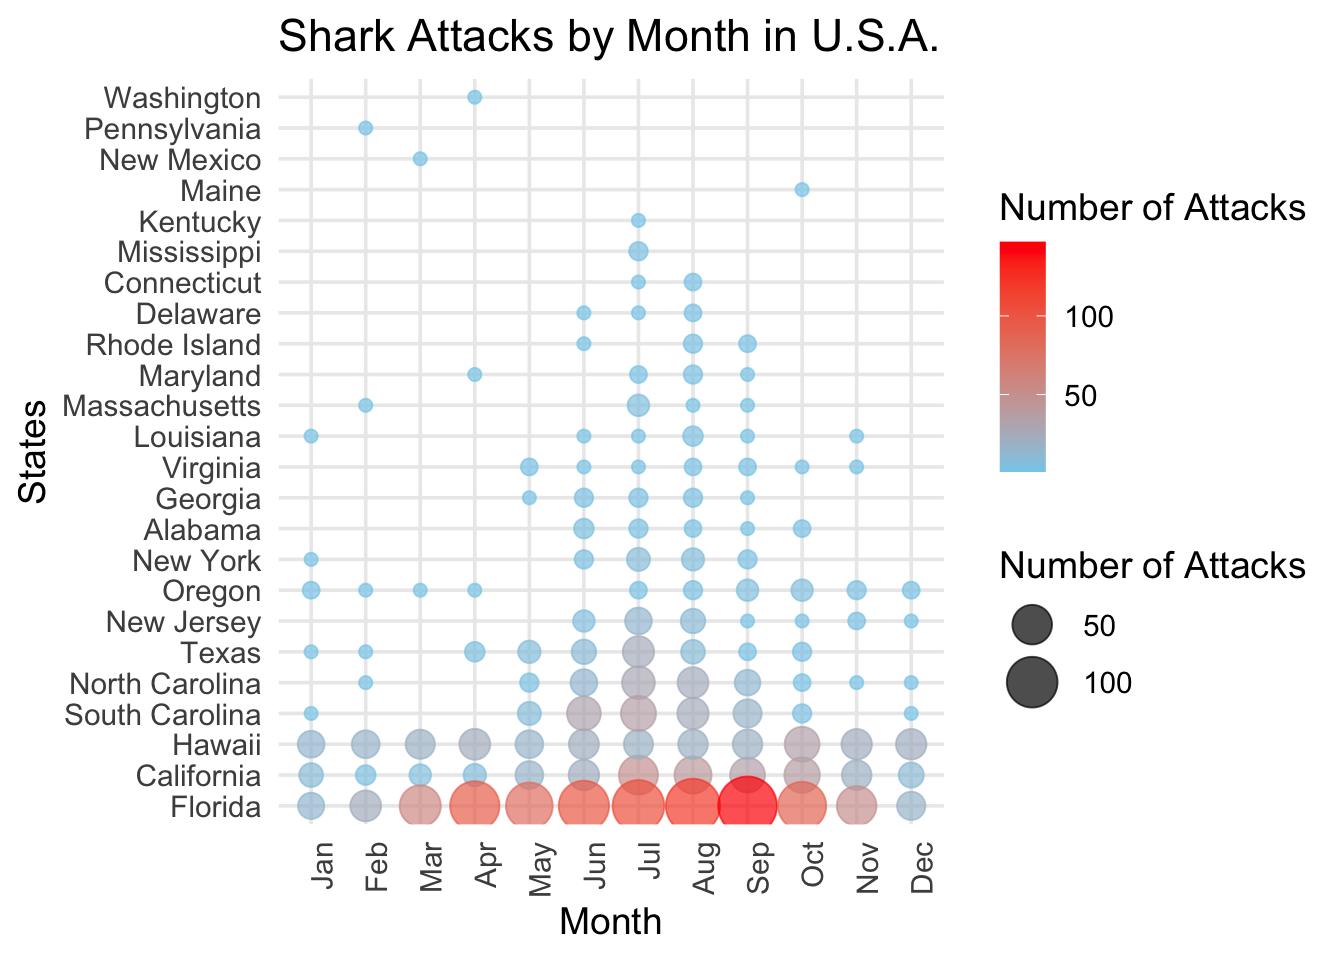 Shark Attacks by Month in U.S.A.
States
Washington
Pennsylvania
New Mexico
Maine
Kentucky
Mississippi
Connecticut
Delaware
Rhode Island
Maryland
Massachusetts
Louisiana
Virginia
Georgia
Alabama
New York
Oregon
New Jersey
Texas
North Carolina
South Carolina
Hawaii
California
Florida
Jan
Feb
Mar
Apr
May
Jun
Jul
Aug
Sep
Oct
Nov
Dec
Month
Number of Attacks
100
50
Number of Attacks
50
100